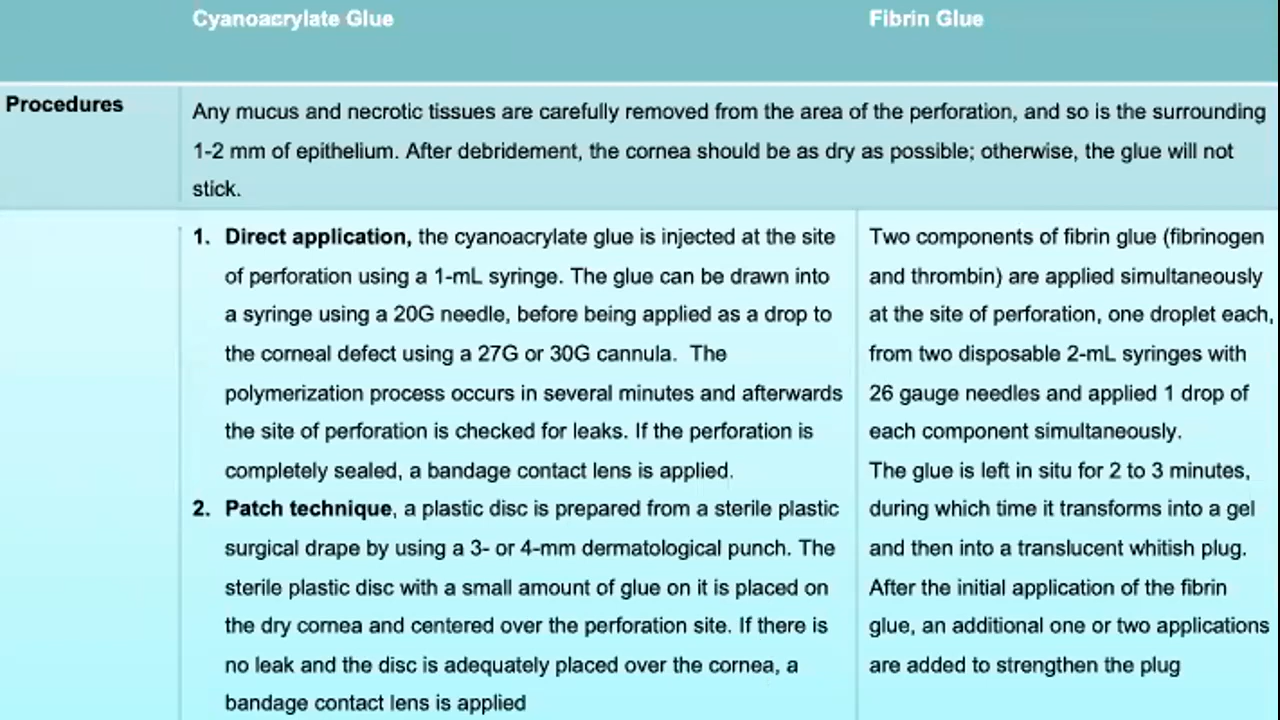 Cyanoacrylate Glue
Fibrin Glue
Procedures
Any mucus and necrotic tissues are carefully removed from the area of the perforation, and so is the surrounding
1-2 mm of epithelium. After debridement, the cornea should be as dry as possible; otherwise, the glue will not
stick.
1. Direct application, the cyanoacrylate glue is injected at the site
of perforation using a 1-mL syringe. The glue can be drawn into
a syringe using a 20G needle, before being applied as a drop to
the corneal defect using a 27G or 30G cannula. The
polymerization process occurs in several minutes and afterwards
the site of perforation is checked for leaks. If the perforation is
completely sealed, a bandage contact lens is applied.
2. Patch technique, a plastic disc is prepared from a sterile plastic
surgical drape by using a 3- or 4-mm dermatological punch. The
sterile plastic disc with a small amount of glue on it is placed on
the dry cornea and centered over the perforation site. If there is
no leak and the disc is adequately placed over the cornea, a
bandage contact lens is applied
Two components of fibrin glue (fibrinogen
and thrombin) are applied simultaneously
at the site of perforation, one droplet each,
from two disposable 2-mL syringes with
26 gauge needles and applied 1 drop of
each component simultaneously.
The glue is left in situ for 2 to 3 minutes,
during which time it transforms into a gel
and then into a translucent whitish plug.
After the initial application of the fibrin
glue, an additional one or two applications
are added to strengthen the plug